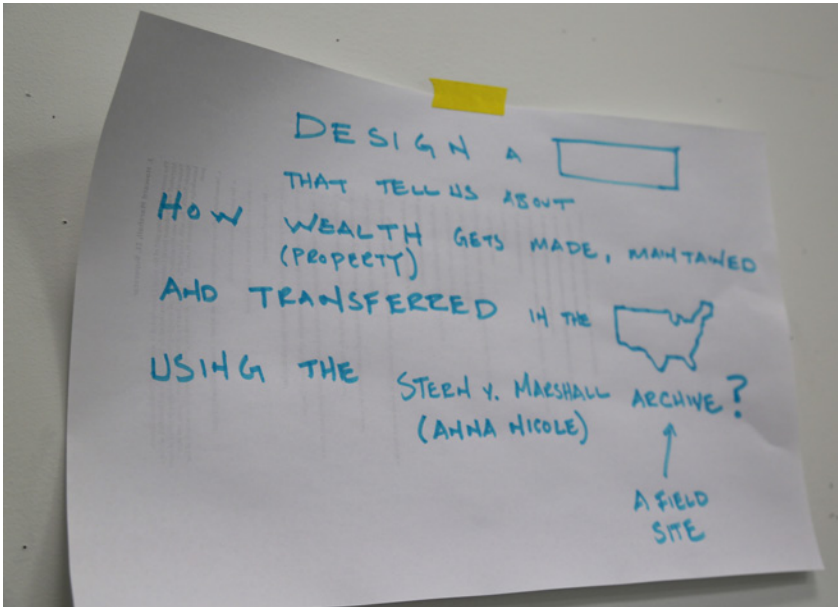 DESIGN A
THAT TELL US ABOUT
HOW WEALTH GETS MADE, MAINTAINED
(PROPERTY)
AND TRANSFERRED IN THE
USING THE STERN V. MARSHALL ARCHIVE?
(ANNA NICOLE)
A FIELD
SITE